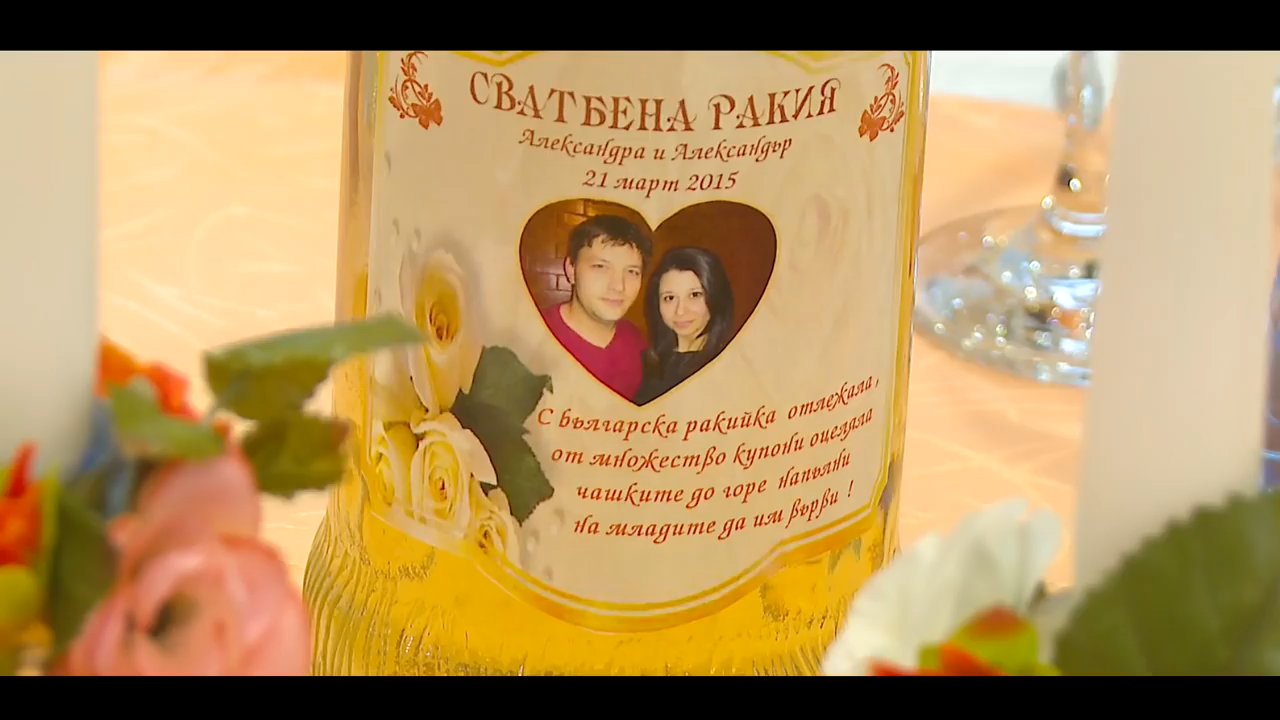 СВАТБЕНА РАКИЯ
Александра и Александър
21 март 2015
С българска ракийка отлежала,
от множество купони оцеляла
чашките до горе напълни
на младите да им върви !